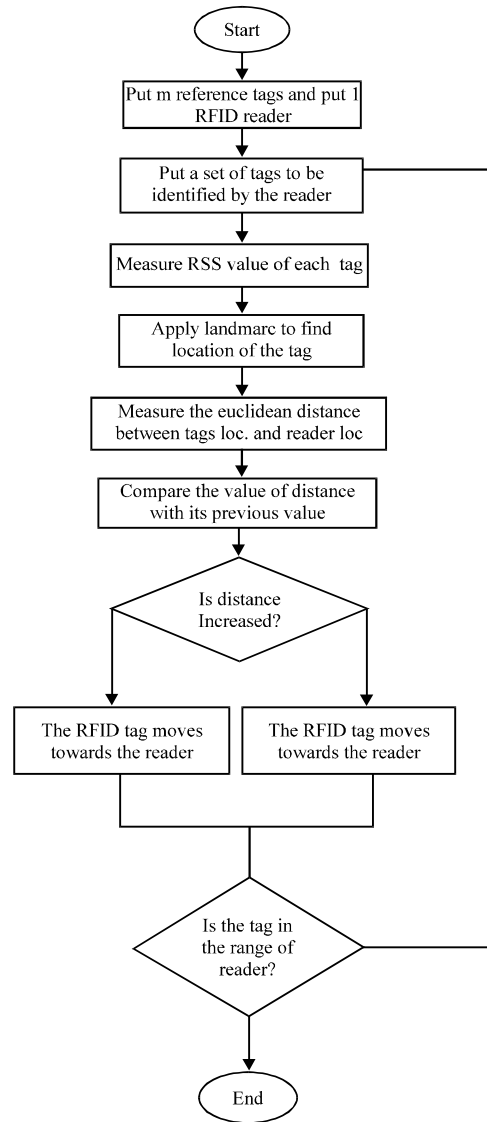 Start
Put m reference tags and put 1
RFID reader
Put a set of tags to be
identified by the reader
Measure RSS value of each tag
Apply landmarc to find
location of the tag
Measure the euclidean distance
between tags loc. and reader loc
Compare the value of distance
with its previous value
Is distance
Increased?
The RFID tag moves
towards the reader
The RFID tag moves
towards the reader
Is the tag in
the range of
reader?
End